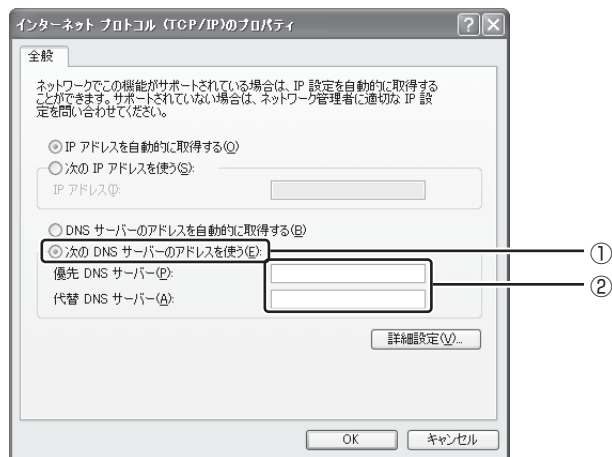 インターネット プロトコル (TCP/IP)のプロパティ
全般
ネットワークでこの機能がサポートされている場合は、IP 設定を自動的に取得する
ことができます。サポートされていない場合は、ネットワーク管理者に適切な IP 設
定を問い合わせてください。
IP アドレスを自動的に取得する(O)
次の IP アドレスを使う(S):
IP アドレス(I):
DNS サーバーのアドレスを自動的に取得する(B)
次の DNS サーバーのアドレスを使う(E):
①
優先 DNS サーバー(P):
②
代替 DNS サーバー(A):
詳細設定(V)...
OK
キャンセル